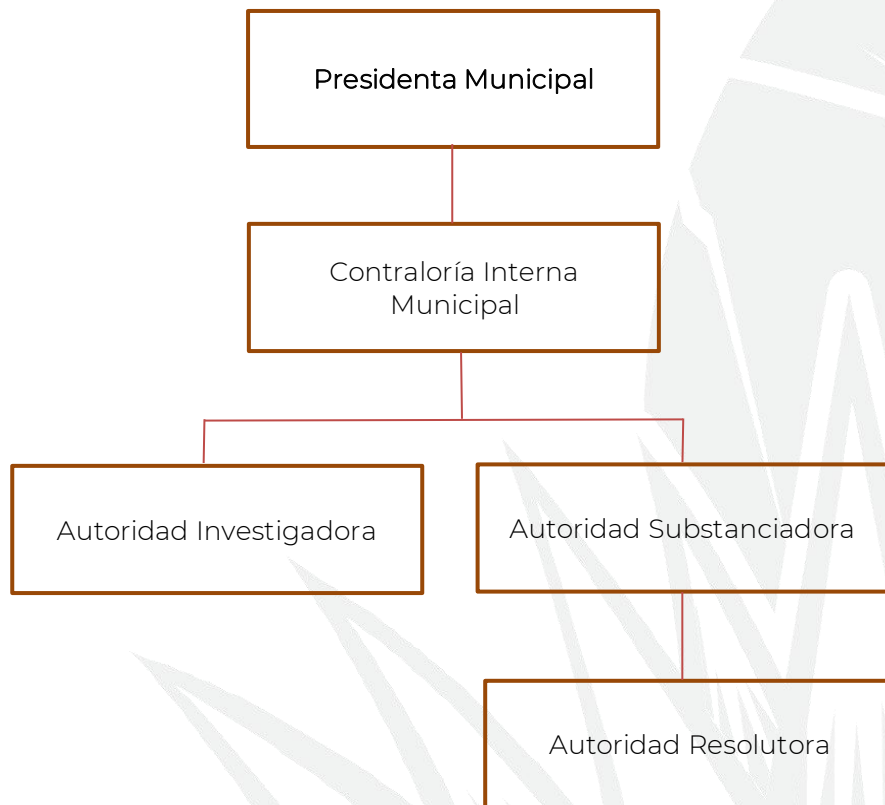 Presidenta Municipal
Contraloría Interna
Municipal
Autoridad Investigadora
Autoridad Substanciadora
Autoridad Resolutora